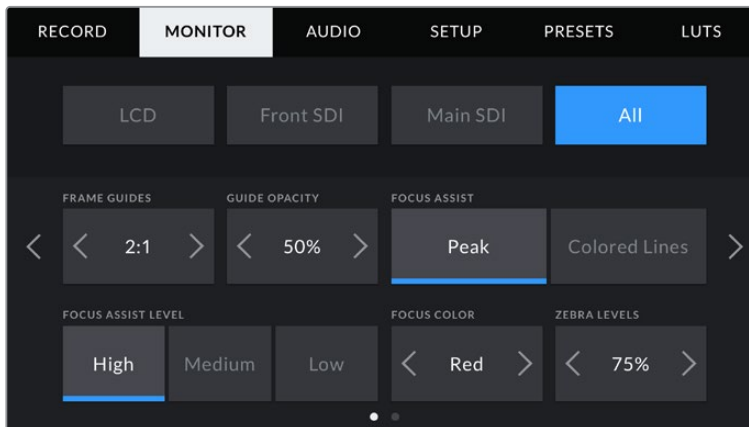 RECORD MONITOR AUDIO SETUP PRESETS LUTS
LCD Front SDI Main SDI All
FRAME GUIDES GUIDE OPACITY FOCUS ASSIST
2:1 50% Peak Colored Lines
FOCUS ASSIST LEVEL FOCUS COLOR ZEBRA LEVELS
High Medium Low Red 75%